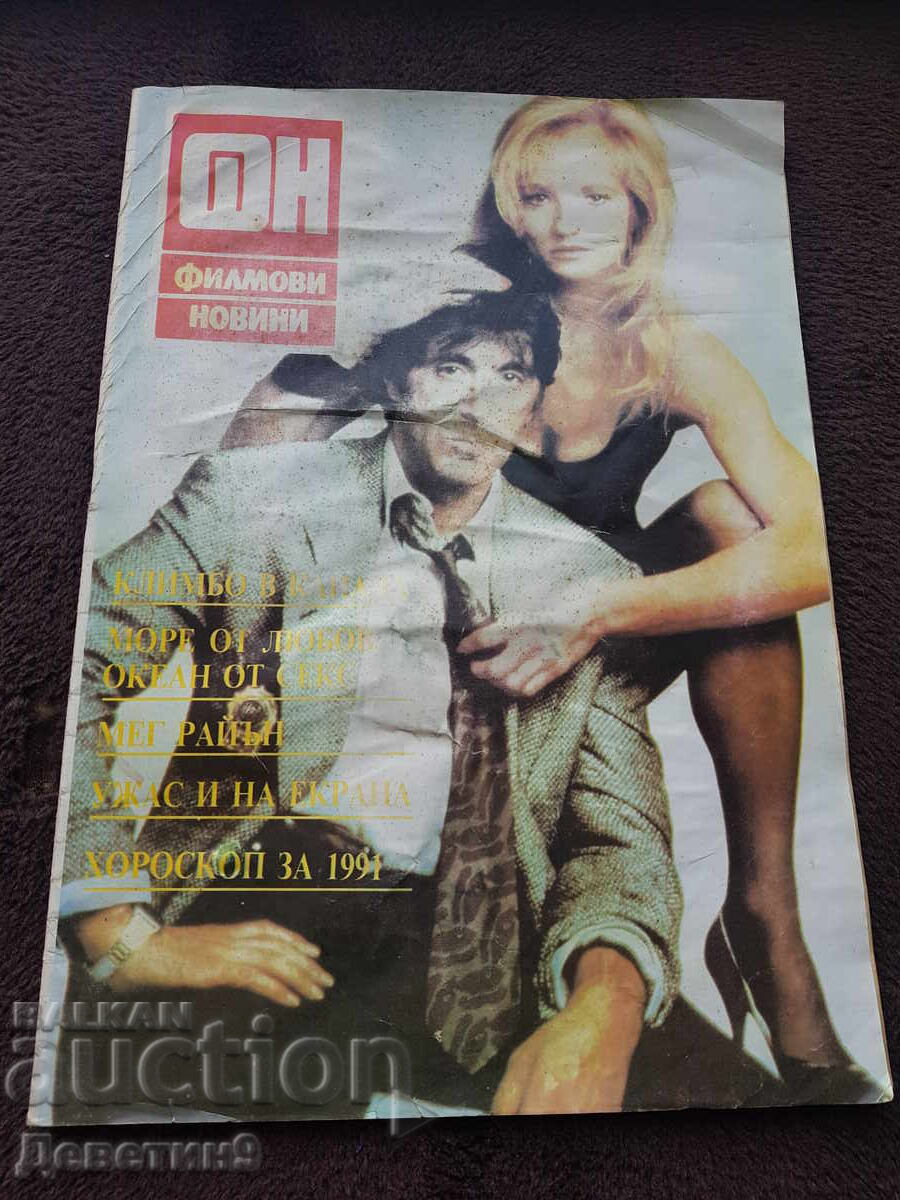 ФН
ФИЛМОВИ
НОВИНИ
КЛИМБО В
МОРЕ ОТ ЛЮБОВ
ОКЕАН ОТ СЕКС
МЕГ РАЙЪН
УЖАС И НА ЕКРАНА
ХОРОСКОП ЗА 1991
BALKAN
auction
Деветин9